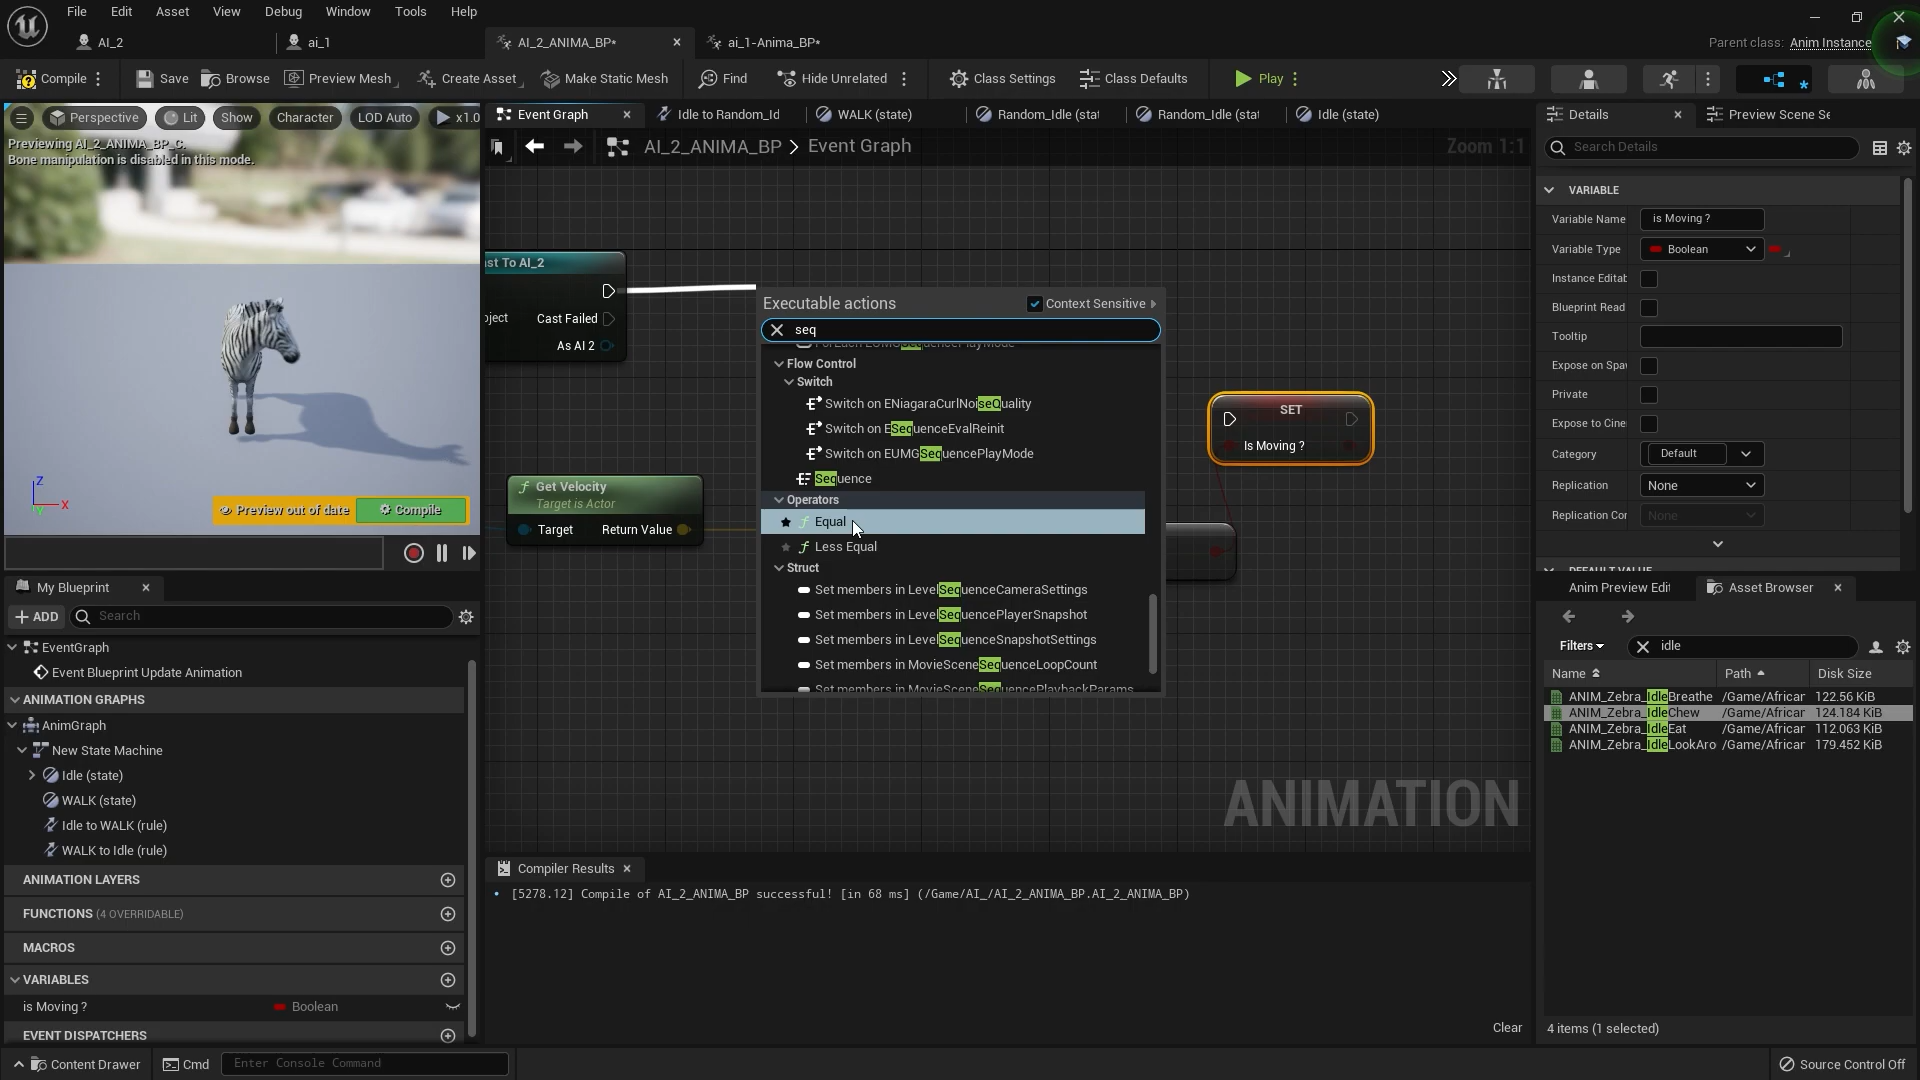 File Edit Asset View Debug Window Tools Help
AI_2 ai_1 AI_2_ANIMA_BP* ai_1-Anima_BP* Parent class: Anim Instance
Compile Save Browse Preview Mesh Create Asset Make Static Mesh Find Hide Unrelated Class Settings Class Defaults Play
Perspective Lit Show Character LOD Auto x1.0
Previewing AI_2_ANIMA_BP_C.
Bone manipulation is disabled in this mode.
Z
X
Preview out of date Compile
Event Graph Idle to Random_Id WALK (state) Random_Idle (stat Random_Idle (stat Idle (state)
AI_2_ANIMA_BP > Event Graph Zoom 1:1
st To AI_2
bject Cast Failed
As AI 2
Get Velocity
Target is Actor
Target Return Value
Executable actions Context Sensitive
seq
Flow Control
Switch
Switch on ENiagaraCurlNoiseQuality
Switch on ESequenceEvalReinit
Switch on EUMGSequencePlayMode
Sequence
Operators
Equal
Less Equal
Struct
Set members in LevelSequenceCameraSettings
Set members in LevelSequencePlayerSnapshot
Set members in LevelSequenceSnapshotSettings
Set members in MovieSceneSequenceLoopCount
Set members in MovieSceneSequencePlaybackParams
SET
Is Moving ?
ANIMATION
My Blueprint
ADD Search
EventGraph
Event Blueprint Update Animation
ANIMATION GRAPHS
AnimGraph
New State Machine
Idle (state)
WALK (state)
Idle to WALK (rule)
WALK to Idle (rule)
ANIMATION LAYERS
FUNCTIONS (4 OVERRIDABLE)
MACROS
VARIABLES
is Moving ? Boolean
EVENT DISPATCHERS
Compiler Results
[5278.12] Compile of AI_2_ANIMA_BP successful! [in 68 ms] (/Game/AI_/AI_2_ANIMA_BP.AI_2_ANIMA_BP)
Clear
Details Preview Scene Se
Search Details
VARIABLE
Variable Name is Moving ?
Variable Type Boolean
Instance Editab
Blueprint Read
Tooltip
Expose on Spa
Private
Expose to Cine
Category Default
Replication None
Replication Cor None
DEFAULT VALUE
Anim Preview Edit Asset Browser
Filters idle
Name Path Disk Size
ANIM_Zebra_IdleBreathe /Game/African 122.56 KiB
ANIM_Zebra_IdleChew /Game/African 124.184 KiB
ANIM_Zebra_IdleEat /Game/African 112.063 KiB
ANIM_Zebra_IdleLookAro /Game/African 179.452 KiB
4 items (1 selected)
Content Drawer Cmd Enter Console Command Source Control Off